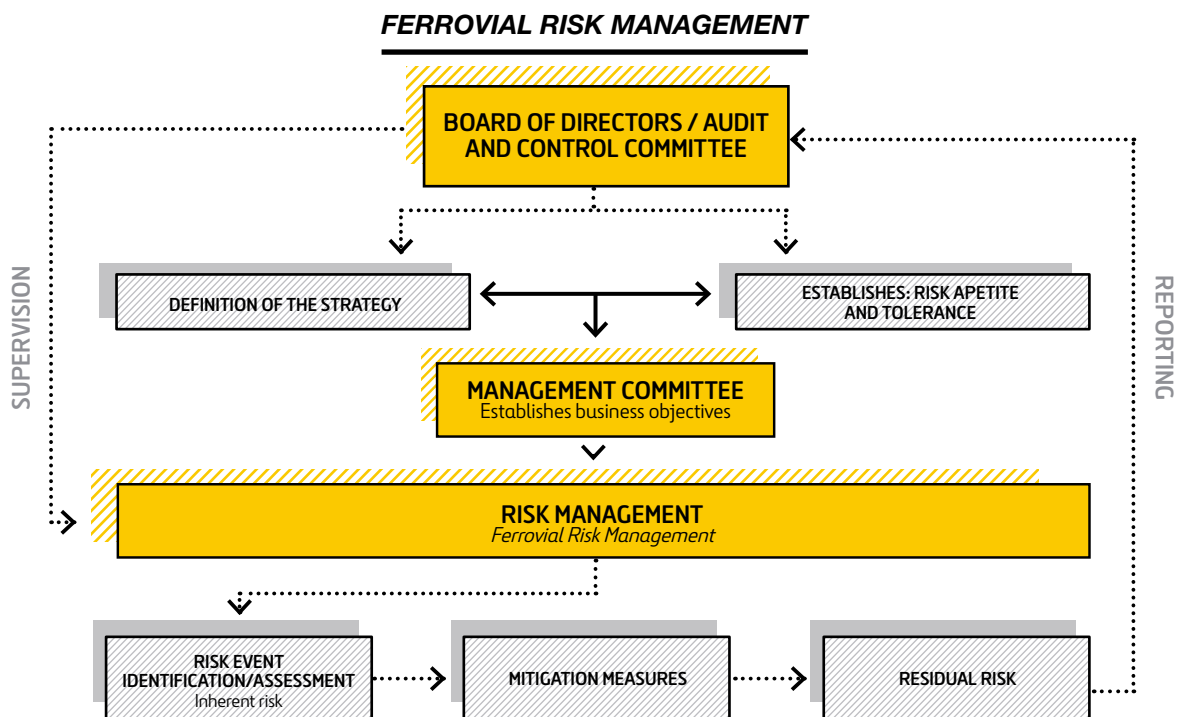 FERROVIAL RISK MANAGEMENT
BOARD OF DIRECTORS / AUDIT
AND CONTROL COMMITTEE
SUPERVISION
REPORTING
DEFINITION OF THE STRATEGY
ESTABLISHES: RISK APETITE
AND TOLERANCE
MANAGEMENT COMMITTEE
Establishes business objectives
RISK MANAGEMENT
Ferrovial Risk Management
RISK EVENT
IDENTIFICATION/ASSESSMENT
Inherent risk
MITIGATION MEASURES
RESIDUAL RISK